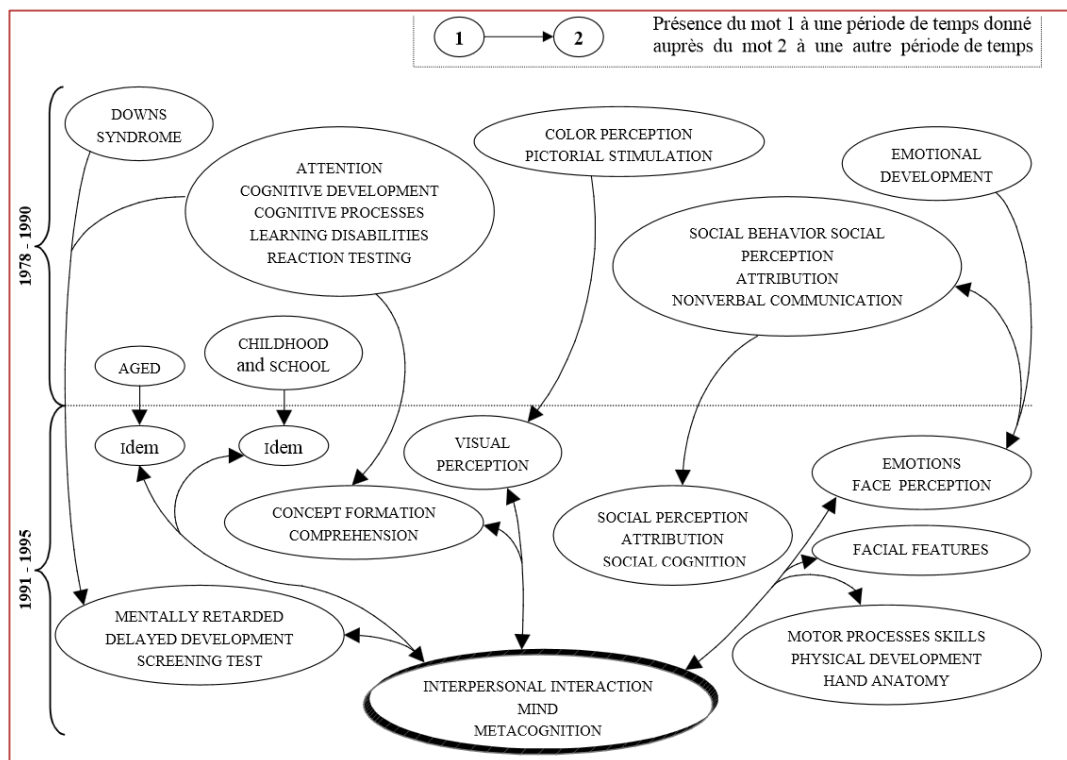 1
2
Présence du mot 1 à une période de temps donné
auprès du mot 2 à une autre période de temps
1978 - 1990
DOWNS
SYNDROME
ATTENTION
COGNITIVE DEVELOPMENT
COGNITIVE PROCESSES
LEARNING DISABILITIES
REACTION TESTING
COLOR PERCEPTION
PICTORIAL STIMULATION
EMOTIONAL
DEVELOPMENT
SOCIAL BEHAVIOR SOCIAL
PERCEPTION
ATTRIBUTION
NONVERBAL COMMUNICATION
AGED
CHILDHOOD
and SCHOOL
1991 - 1995
Idem
Idem
VISUAL
PERCEPTION
EMOTIONS
FACE PERCEPTION
CONCEPT FORMATION
COMPREHENSION
SOCIAL PERCEPTION
ATTRIBUTION
SOCIAL COGNITION
FACIAL FEATURES
MENTALLY RETARDED
DELAYED DEVELOPMENT
SCREENING TEST
MOTOR PROCESSES SKILLS
PHYSICAL DEVELOPMENT
HAND ANATOMY
INTERPERSONAL INTERACTION
MIND
METACOGNITION